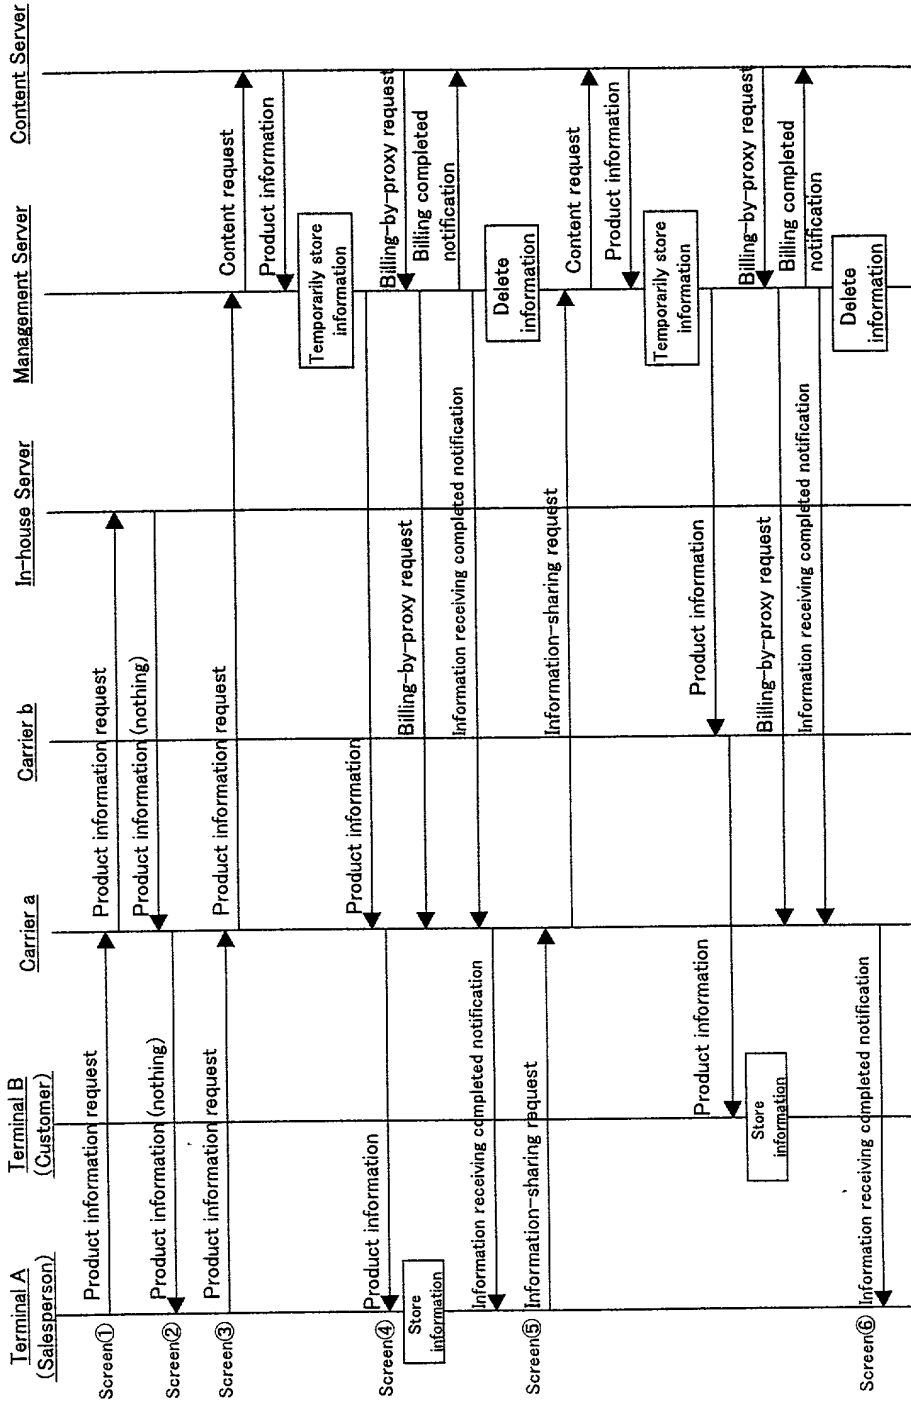 Terminal A
(Salesperson)
Terminal B
(Customer)
Carrier a
Carrier b
In-house Server
Management Server
Content Server
Screen①
Product information request
Product information request
Screen②
Product information (nothing)
Product information (nothing)
Screen③
Product information request
Product information request
Content request
Product information
Temporarily store
information
Screen④
Product information
Product information
Store
information
Billing-by-proxy request
Billing-by-proxy request
Billing completed
notification
Information receiving completed notification
Information receiving completed notification
Delete
information
Screen⑤
Information-sharing request
Information-sharing request
Content request
Product information
Temporarily store
information
Product information
Product information
Store
information
Billing-by-proxy request
Billing-by-proxy request
Billing completed
notification
Information receiving completed notification
Delete
information
Screen⑥
Information receiving completed notification